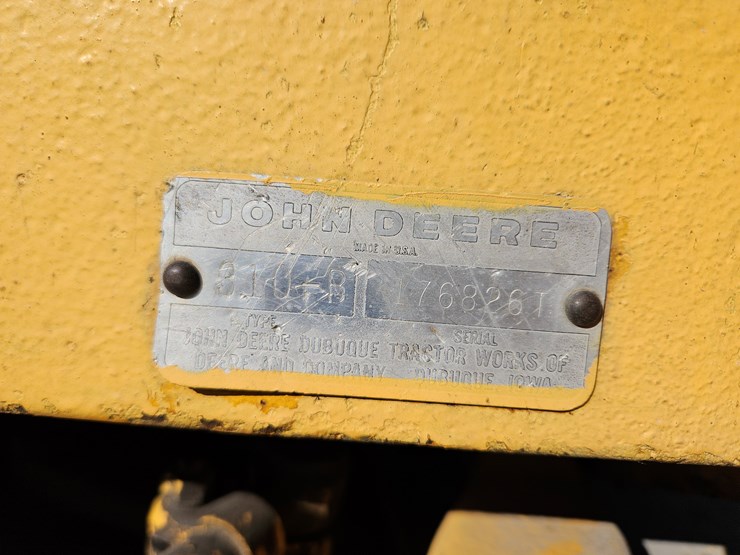 JOHN DEERE
MADE IN U.S.A.
310-B 176826T
TYPE SERIAL
JOHN DEERE DUBUQUE TRACTOR WORKS OF
DEERE AND COMPANY DUBUQUE IOWA